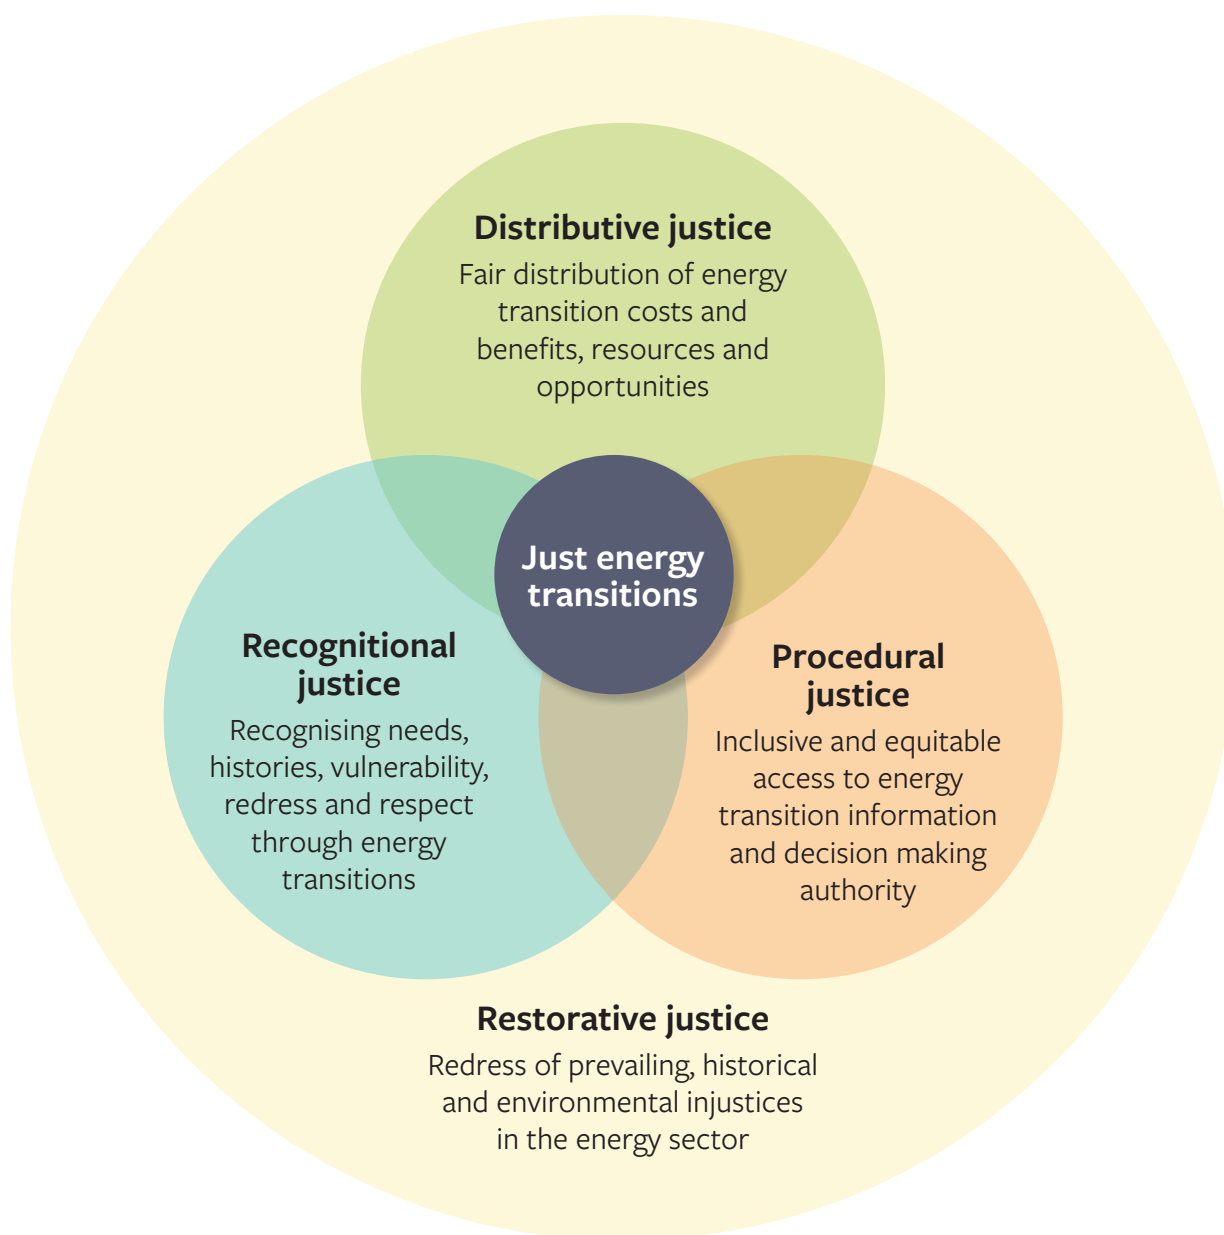 Distributive justice
Fair distribution of energy
transition costs and
benefits, resources and
opportunities
Just energy
transitions
Recognitional
justice
Recognising needs,
histories, vulnerability,
redress and respect
through energy
transitions
Procedural
justice
Inclusive and equitable
access to energy
transition information
and decision making
authority
Restorative justice
Redress of prevailing, historical
and environmental injustices
in the energy sector